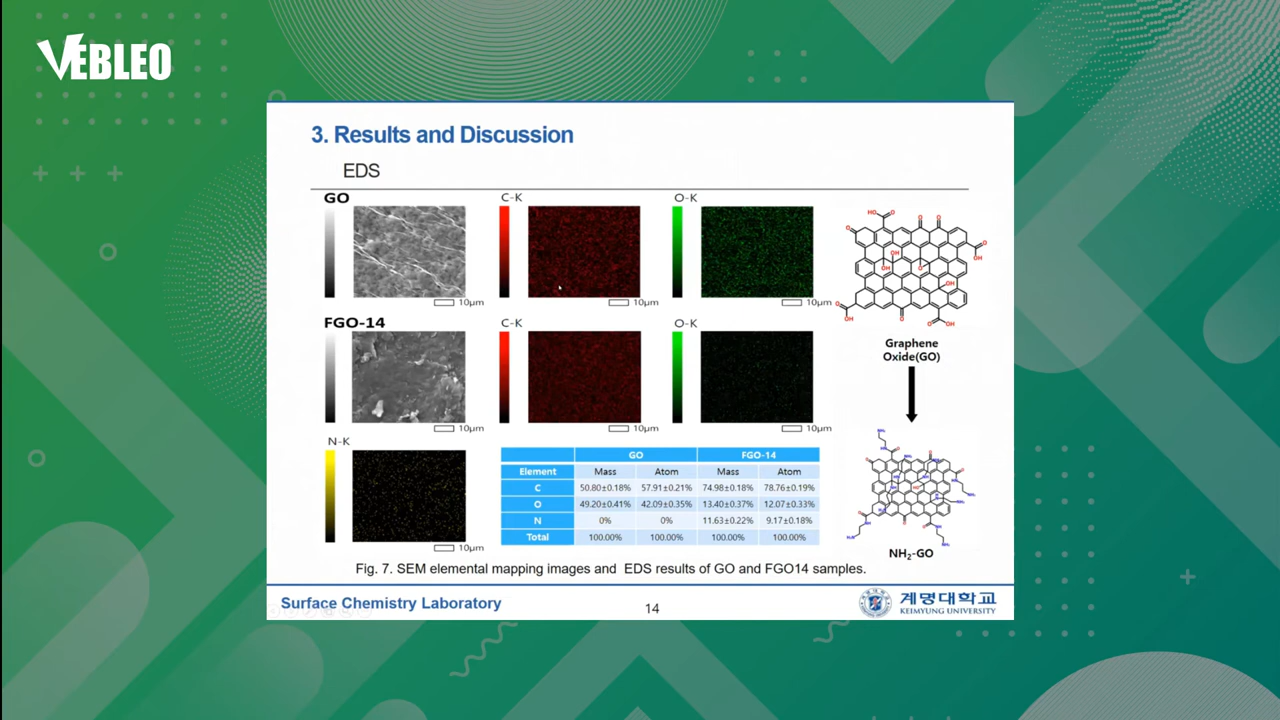 VEBLEO
3. Results and Discussion
EDS
GO
C-K
O-K
10μm
10μm
10μm
FGO-14
C-K
O-K
10μm
10μm
10μm
N-K
10μm
GO FGO-14
Element Mass Atom Mass Atom
C 50.80±0.18% 57.91±0.21% 74.98±0.18% 78.76±0.19%
O 49.20±0.41% 42.09±0.35% 13.40±0.37% 12.07±0.33%
N 0% 0% 11.63±0.22% 9.17±0.18%
Total 100.00% 100.00% 100.00% 100.00%
Graphene
Oxide(GO)
NH₂-GO
Fig. 7. SEM elemental mapping images and EDS results of GO and FGO14 samples.
Surface Chemistry Laboratory
14
계명대학교
KEIMYUNG UNIVERSITY